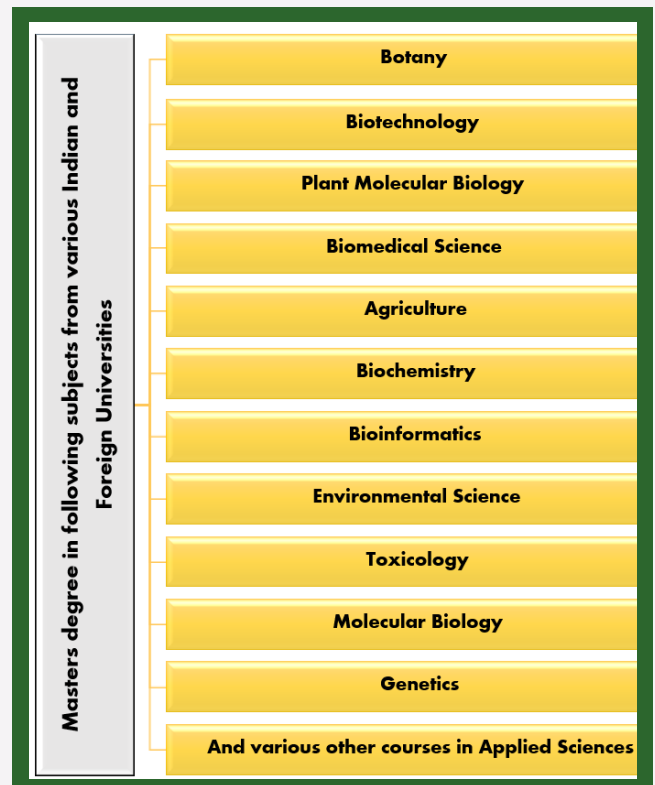 Masters degree in following subjects from various Indian and
Foreign Universities
Botany
Biotechnology
Plant Molecular Biology
Biomedical Science
Agriculture
Biochemistry
Bioinformatics
Environmental Science
Toxicology
Molecular Biology
Genetics
And various other courses in Applied Sciences